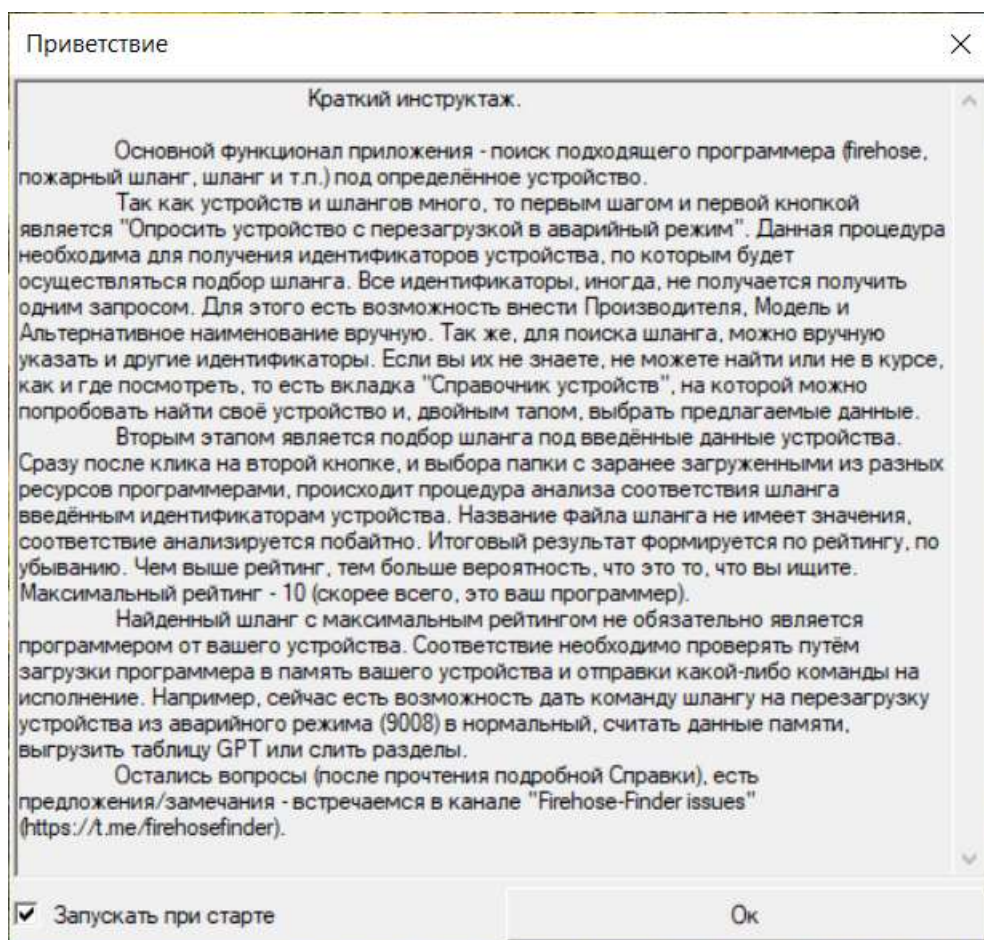 Приветствие
Краткий инструктаж.
Основной функционал приложения - поиск подходящего программера (firehose,
пожарный шланг, шланг и т.п.) под определённое устройство.
Так как устройств и шлангов много, то первым шагом и первой кнопкой
является "Опросить устройство с перезагрузкой в аварийный режим". Данная процедура
необходима для получения идентификаторов устройства, по которым будет
осуществляться подбор шланга. Все идентификаторы, иногда, не получается получить
одним запросом. Для этого есть возможность внести Производителя, Модель и
Альтернативное наименование вручную. Так же, для поиска шланга, можно вручную
указать и другие идентификаторы. Если вы их не знаете, не можете найти или не в курсе,
как и где посмотреть, то есть вкладка "Справочник устройств", на которой можно
попробовать найти своё устройство и, двойным тапом, выбрать предлагаемые данные.
Вторым этапом является подбор шланга под введённые данные устройства.
Сразу после клика на второй кнопке, и выбора папки с заранее загруженными из разных
ресурсов программерами, происходит процедура анализа соответствия шланга
введённым идентификаторам устройства. Название файла шланга не имеет значения,
соответствие анализируется побайтно. Итоговый результат формируется по рейтингу, по
убыванию. Чем выше рейтинг, тем больше вероятность, что это то, что вы ищите.
Максимальный рейтинг - 10 (скорее всего, это ваш программер).
Найденный шланг с максимальным рейтингом не обязательно является
программером от вашего устройства. Соответствие необходимо проверять путём
загрузки программера в память вашего устройства и отправки какой-либо команды на
исполнение. Например, сейчас есть возможность дать команду шлангу на перезагрузку
устройства из аварийного режима (9008) в нормальный, считать данные памяти,
выгрузить таблицу GPT или слить разделы.
Остались вопросы (после прочтения подробной Справки), есть
предложения/замечания - встречаемся в канале "Firehose-Finder issues"
(https://t.me/firehosefinder).
Запускать при старте
Ок